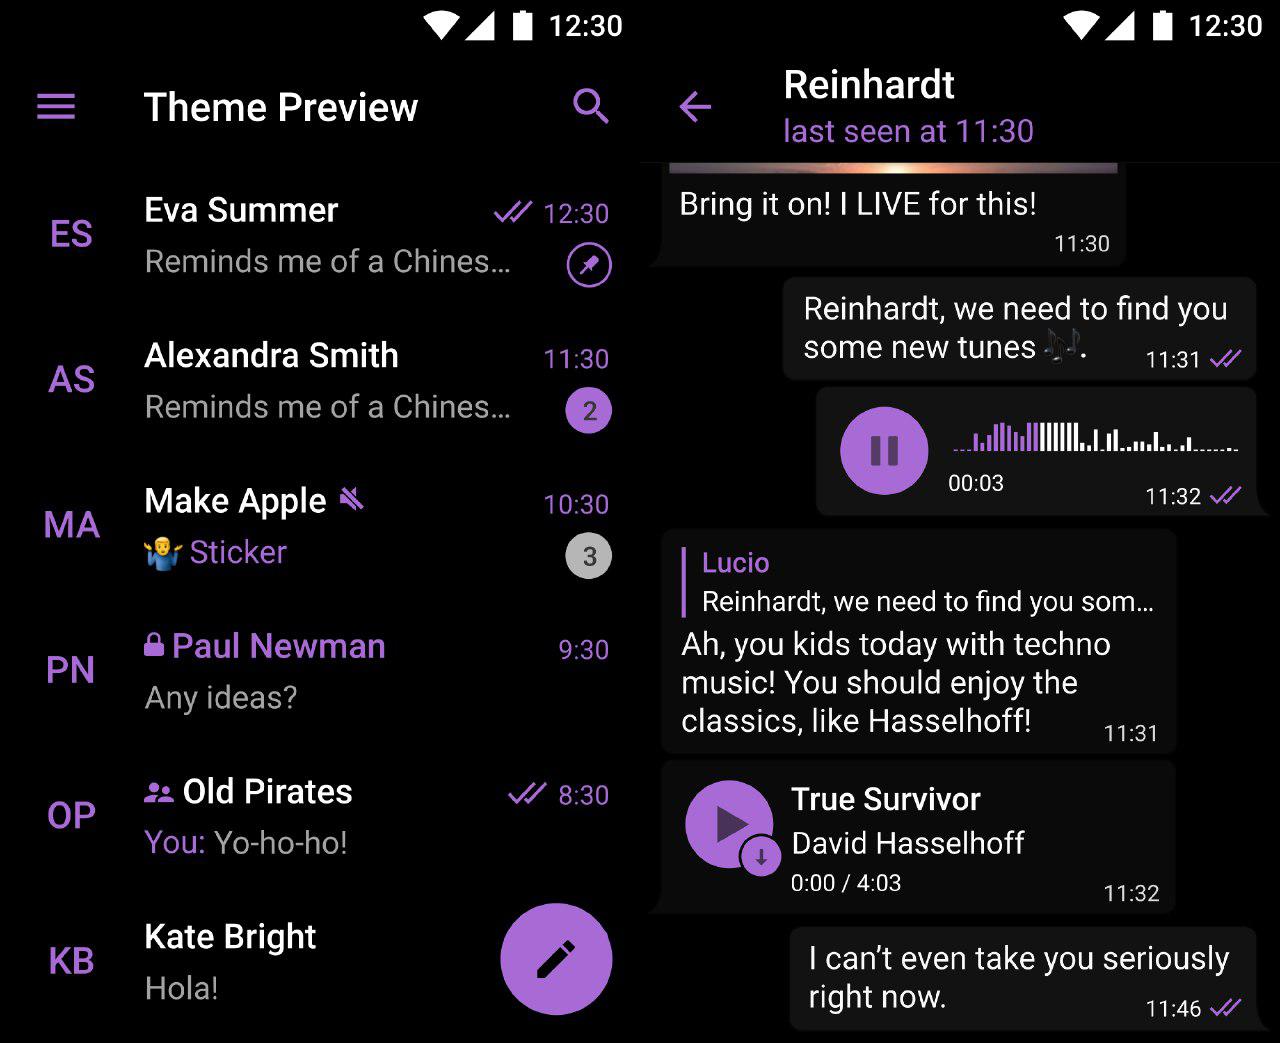 12:30
Theme Preview
ES
Eva Summer
12:30
Reminds me of a Chines...
AS
Alexandra Smith
11:30
Reminds me of a Chines...
2
MA
Make Apple
10:30
Sticker
3
PN
Paul Newman
9:30
Any ideas?
OP
Old Pirates
8:30
You: Yo-ho-ho!
KB
Kate Bright
Hola!
12:30
Reinhardt
last seen at 11:30
Bring it on! I LIVE for this!
11:30
Reinhardt, we need to find you
some new tunes 🎶.
11:31
00:03
11:32
Lucio
Reinhardt, we need to find you som...
Ah, you kids today with techno
music! You should enjoy the
classics, like Hasselhoff!
11:31
True Survivor
David Hasselhoff
0:00 / 4:03
11:32
I can’t even take you seriously
right now.
11:46